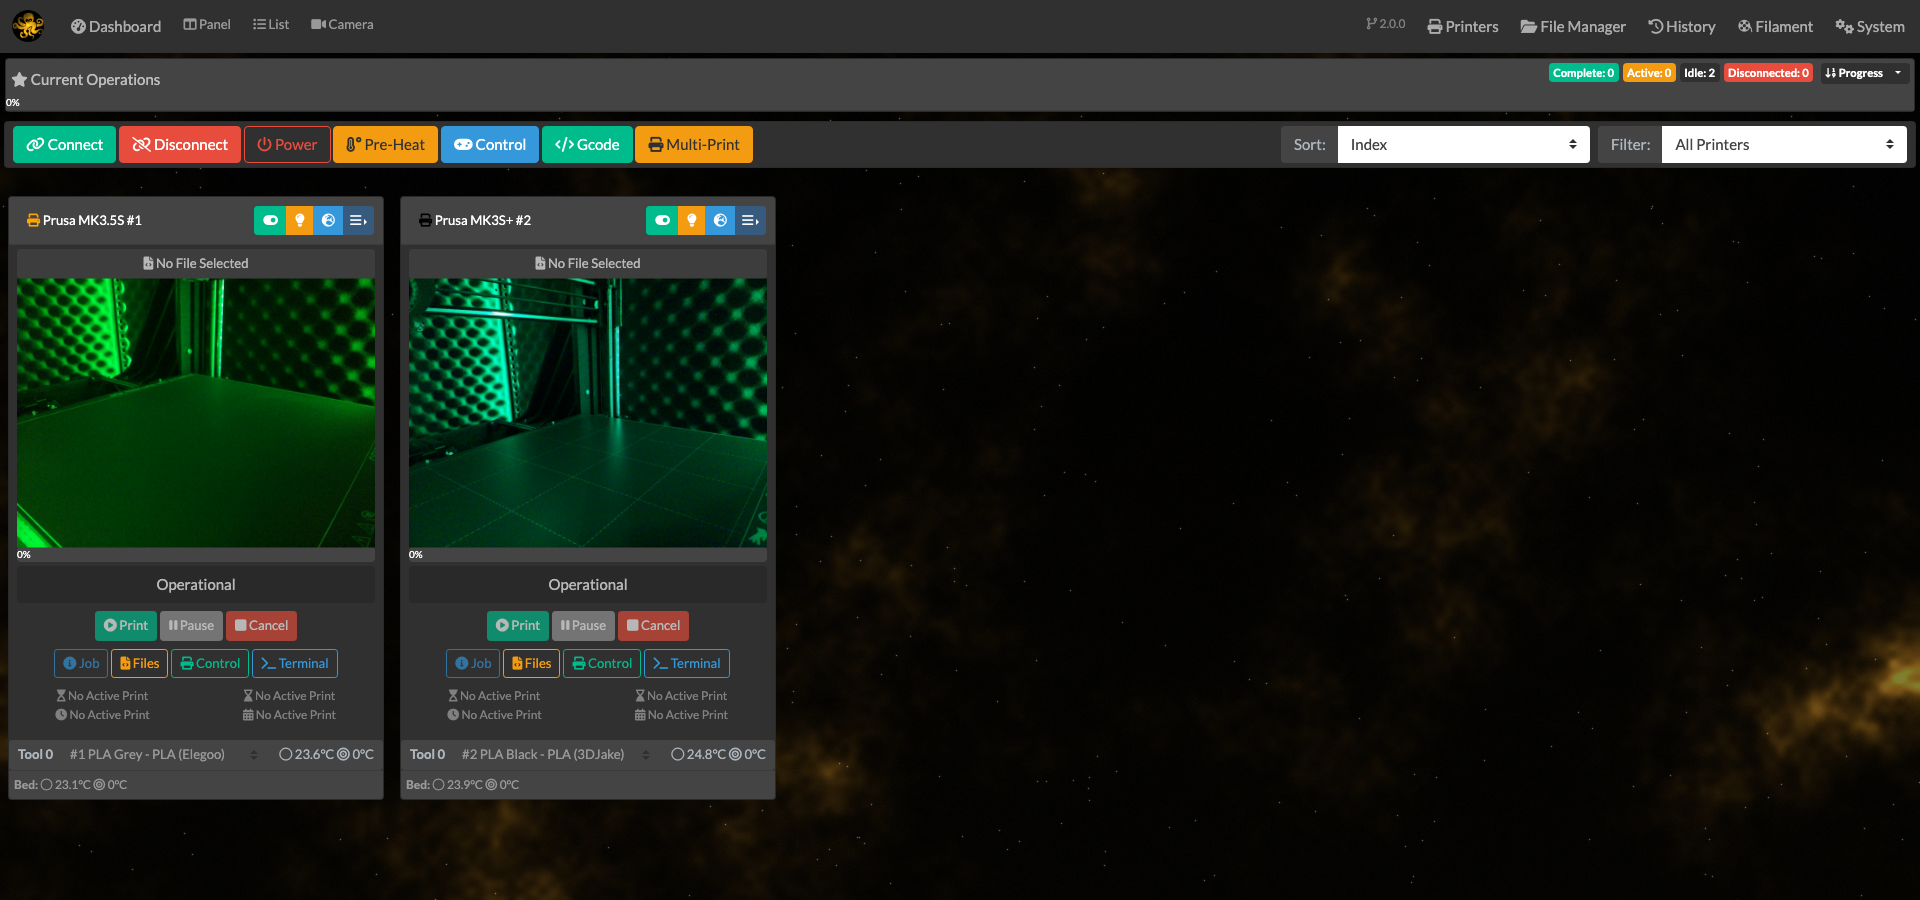 Dashboard Panel List Camera 2.0.0 Printers File Manager History Filament System
Current Operations Complete: 0 Active: 0 Idle: 2 Disconnected: 0 Progress
0%
Connect Disconnect Power Pre-Heat Control Gcode Multi-Print Sort: Index Filter: All Printers
Prusa MK3.5S #1
No File Selected
0%
Operational
Print Pause Cancel
Job Files Control Terminal
No Active Print No Active Print
No Active Print No Active Print
Tool 0 #1 PLA Grey - PLA (Elegoo) 23.6°C 0°C
Bed: 23.1°C 0°C
Prusa MK3S+ #2
No File Selected
0%
Operational
Print Pause Cancel
Job Files Control Terminal
No Active Print No Active Print
No Active Print No Active Print
Tool 0 #2 PLA Black - PLA (3DJake) 24.8°C 0°C
Bed: 23.9°C 0°C